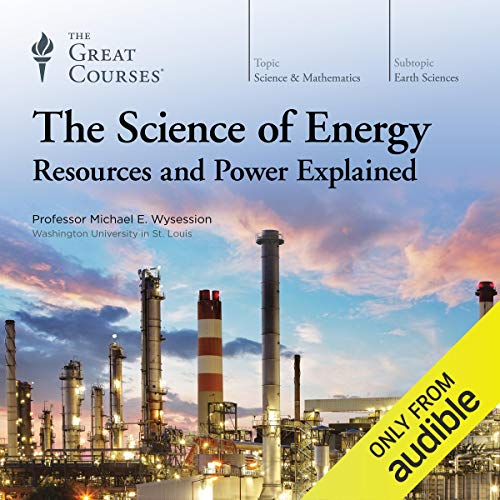 THE
GREAT
COURSES®
Topic
Science & Mathematics
Subtopic
Earth Sciences
The Science of Energy
Resources and Power Explained
Professor Michael E. Wysession
Washington University in St. Louis
ONLY FROM
audible